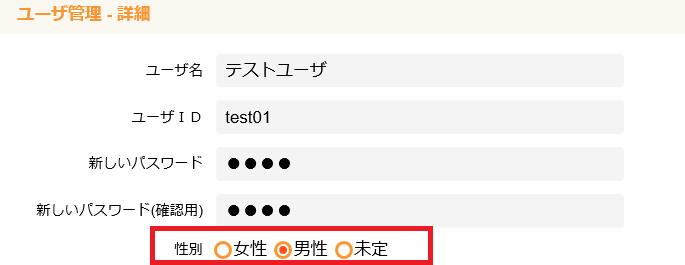 ユーザ管理 - 詳細
ユーザ名 テストユーザ
ユーザＩＤ test01
新しいパスワード ●●●●
新しいパスワード(確認用) ●●●●
性別 女性 男性 未定